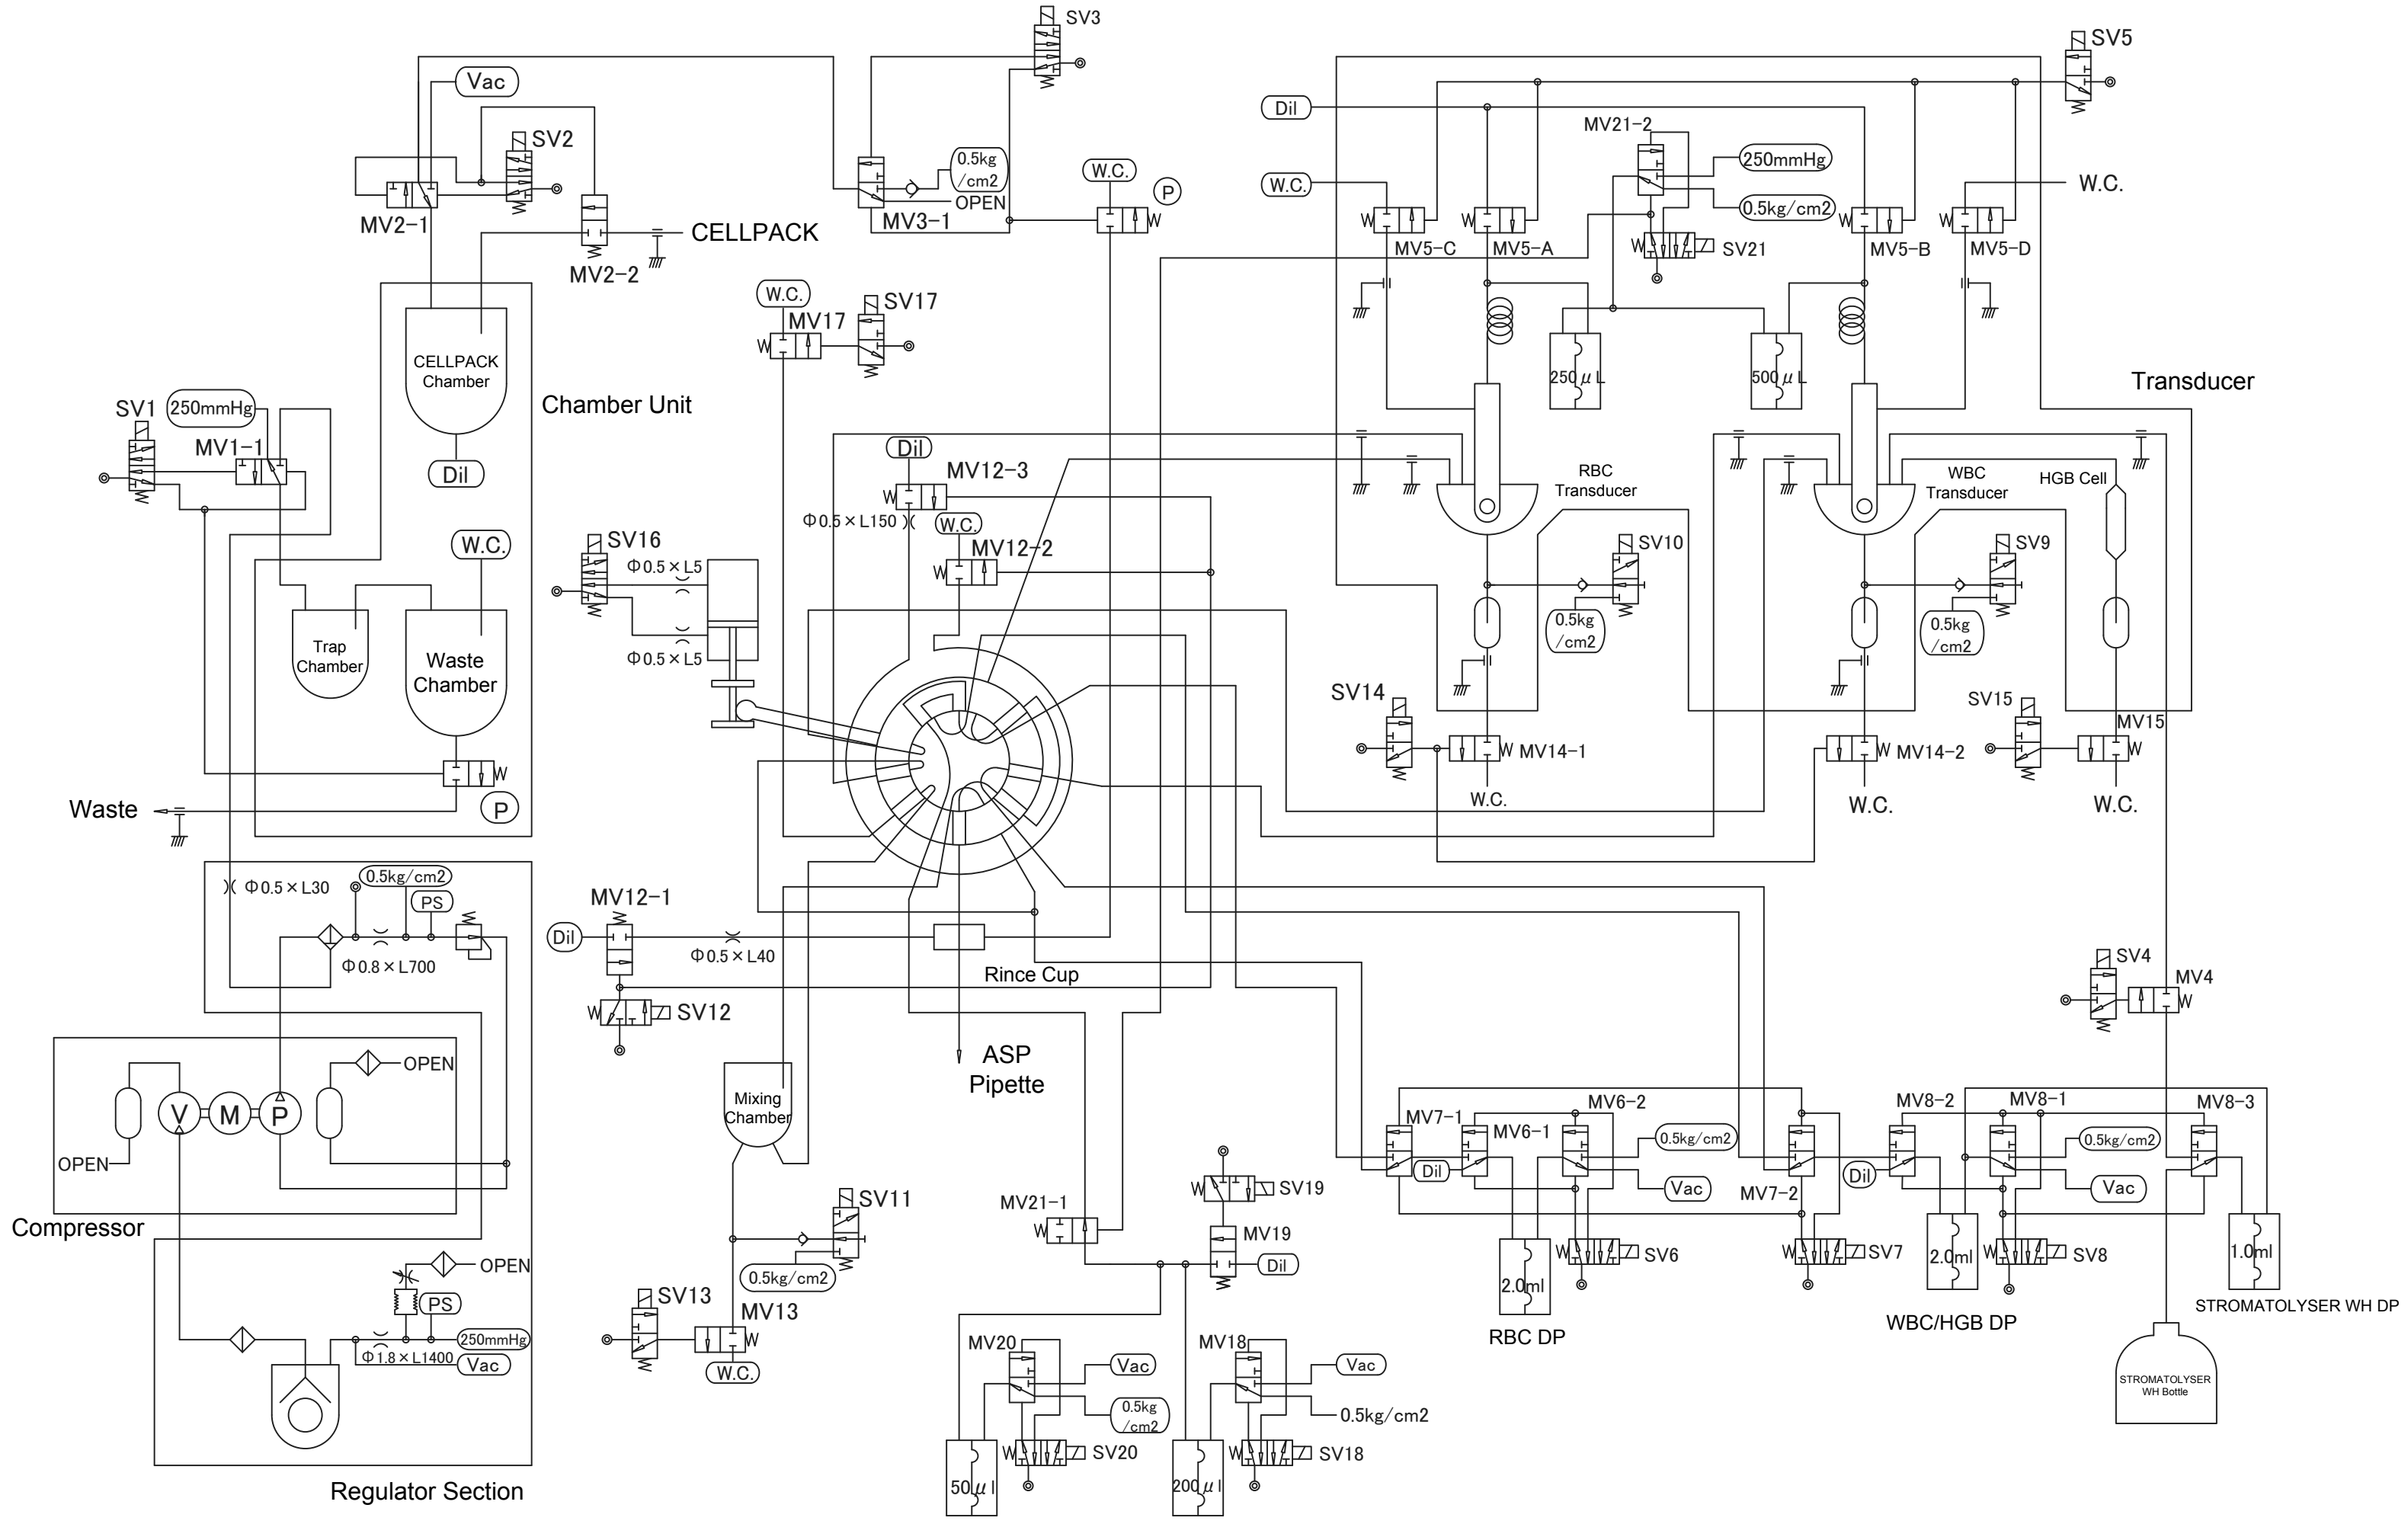 SV3
SV5
Vac
Dil
SV2
MV21-2
0.5kg
/cm2
250mmHg
W.C.
P
W.C.
W.C.
OPEN
0.5kg/cm2
MV2-1
MV3-1
CELLPACK
MV5-C
MV5-A
SV21
MV5-B
MV5-D
MV2-2
W.C.
SV17
MV17
CELLPACK
Chamber
250μL
500μL
Transducer
Chamber Unit
SV1
250mmHg
MV1-1
Dil
Dil
MV12-3
RBC
Transducer
WBC
Transducer
HGB Cell
Φ0.5×L150
W.C.
W.C.
SV16
MV12-2
SV10
SV9
Φ0.5×L5
0.5kg
/cm2
0.5kg
/cm2
Trap
Chamber
Waste
Chamber
Φ0.5×L5
SV14
SV15
MV15
MV14-1
MV14-2
Waste
P
W.C.
W.C.
W.C.
Φ0.5×L30
0.5kg/cm2
PS
MV12-1
Dil
Φ0.5×L40
Φ0.8×L700
Rince Cup
SV4
MV4
SV12
ASP
Pipette
OPEN
Mixing
Chamber
V
M
P
MV7-1
MV6-2
MV8-2
MV8-1
MV8-3
MV6-1
0.5kg/cm2
0.5kg/cm2
OPEN
Dil
Dil
Vac
Vac
MV7-2
SV19
SV11
MV21-1
Compressor
MV19
SV6
SV7
SV8
1.0ml
2.0ml
2.0ml
OPEN
Dil
0.5kg/cm2
PS
SV13
MV13
STROMATOLYSER WH DP
WBC/HGB DP
RBC DP
250mmHg
Φ1.8×L1400
Vac
W.C.
MV20
MV18
Vac
Vac
STROMATOLYSER
WH Bottle
0.5kg
/cm2
0.5kg/cm2
SV20
SV18
50μl
200μl
Regulator Section